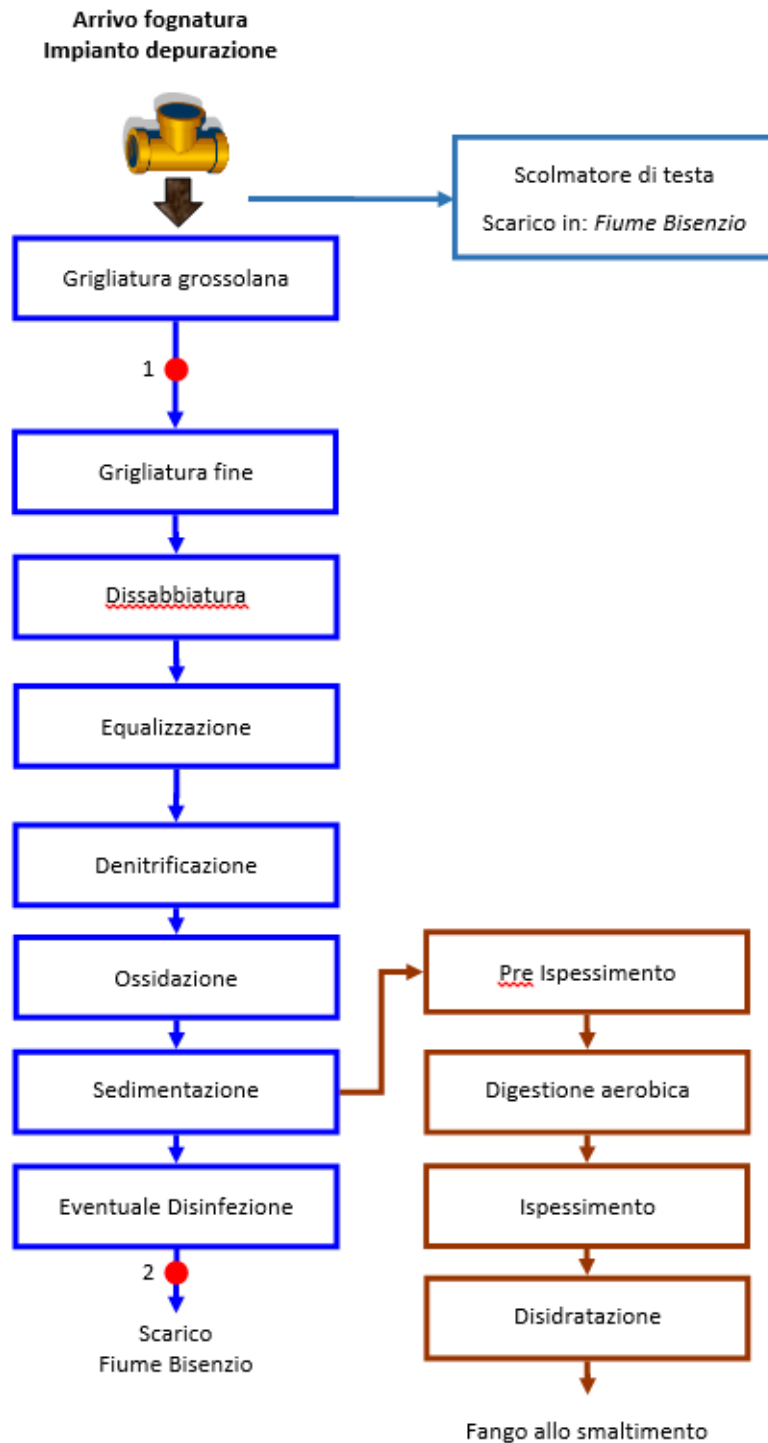 Arrivo fognatura
Impianto depurazione
Scolmatore di testa
Scarico in: Fiume Bisenzio
Grigliatura grossolana
1
Grigliatura fine
Dissabbiatura
Equalizzazione
Denitrificazione
Ossidazione
Sedimentazione
Eventuale Disinfezione
2
Scarico
Fiume Bisenzio
Pre Ispessimento
Digestione aerobica
Ispessimento
Disidratazione
Fango allo smaltimento